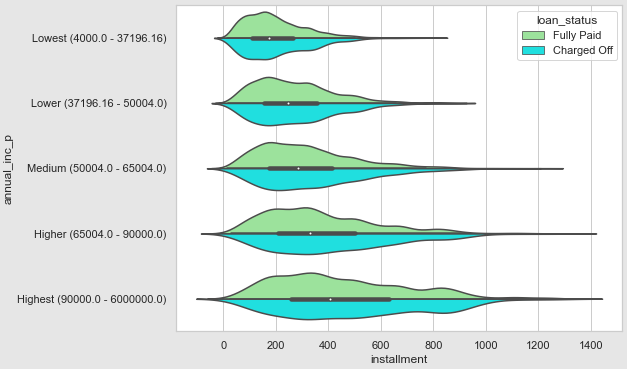 loan_status
Fully Paid
Charged Off
annual_inc_p
Lowest (4000.0 - 37196.16)
Lower (37196.16 - 50004.0)
Medium (50004.0 - 65004.0)
Higher (65004.0 - 90000.0)
Highest (90000.0 - 6000000.0)
0 200 400 600 800 1000 1200 1400
installment